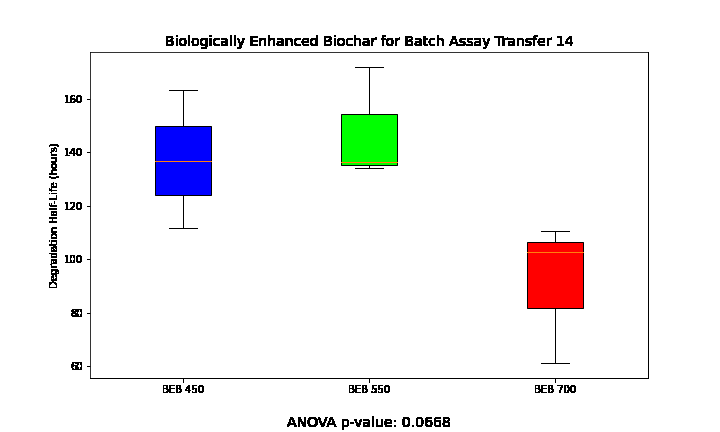 Biologically Enhanced Biochar for Batch Assay Transfer 14
Degradation Half-Life (hours)
160
140
120
100
80
60
BEB 450 BEB 550 BEB 700
ANOVA p-value: 0.0668